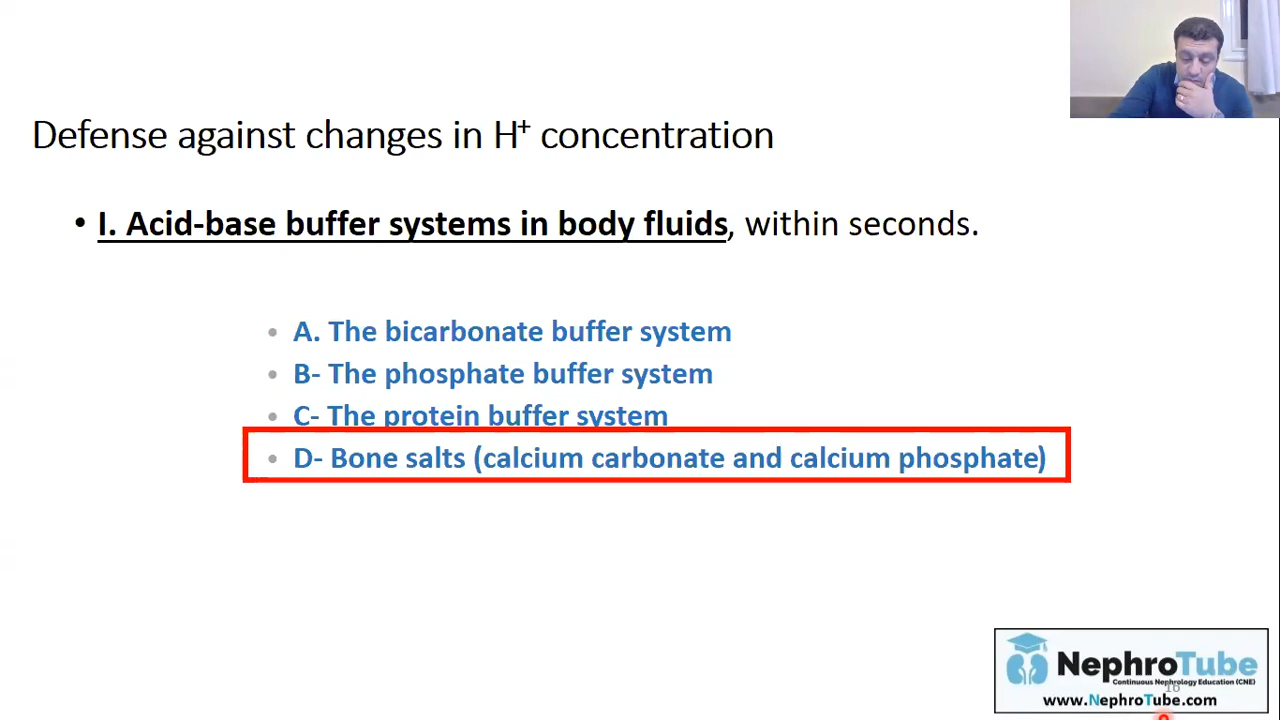 Defense against changes in H⁺ concentration
• I. Acid-base buffer systems in body fluids, within seconds.
• A. The bicarbonate buffer system
• B- The phosphate buffer system
• C- The protein buffer system
• D- Bone salts (calcium carbonate and calcium phosphate)
NephroTube
Continuous Nephrology Education (CNE)
16
www.NephroTube.com